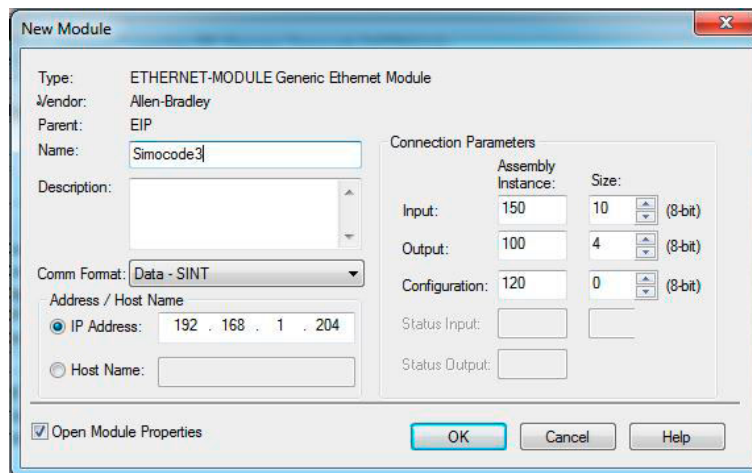 New Module
Type: ETHERNET-MODULE Generic Ethernet Module
Vendor: Allen-Bradley
Parent: EIP
Name: Simocode3
Description:
Comm Format: Data - SINT
Address / Host Name
IP Address: 192 . 168 . 1 . 204
Host Name:
Connection Parameters
Assembly
Instance: Size:
Input: 150 10 (8-bit)
Output: 100 4 (8-bit)
Configuration: 120 0 (8-bit)
Status Input:
Status Output:
Open Module Properties
OK Cancel Help